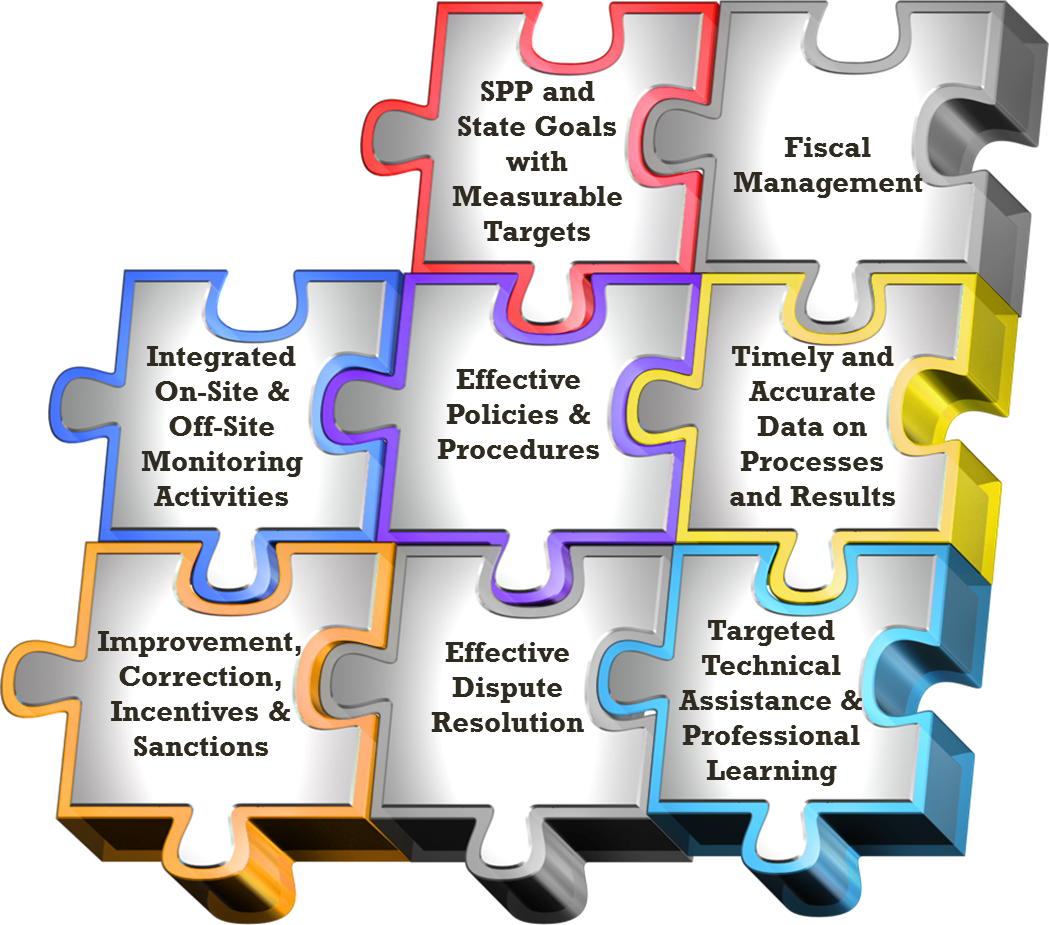 SPP and
State Goals
with
Measurable
Targets
Fiscal
Management
Integrated
On-Site &
Off-Site
Monitoring
Activities
Effective
Policies &
Procedures
Timely and
Accurate
Data on
Processes
and Results
Improvement,
Correction,
Incentives &
Sanctions
Effective
Dispute
Resolution
Targeted
Technical
Assistance &
Professional
Learning